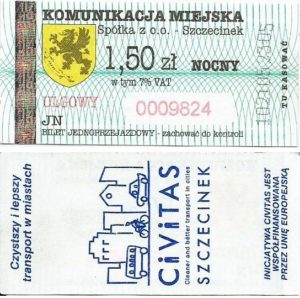 KOMUNIKACJA MIEJSKA
Spółka z o.o. - Szczecinek
1,50 zł NOCNY
w tym 7% VAT
ULGOWY
0009824
JN
BILET JEDNOPRZEJAZDOWY - zachować do kontroli
TU KASOWAĆ
Czystszy i lepszy
transport w miastach
CiViTAS
Cleaner and better transport in cities
SZCZECINEK
INICJATYWA CIVITAS JEST
WSPÓŁFINANSOWANA
PRZEZ UNIĘ EUROPEJSKĄ